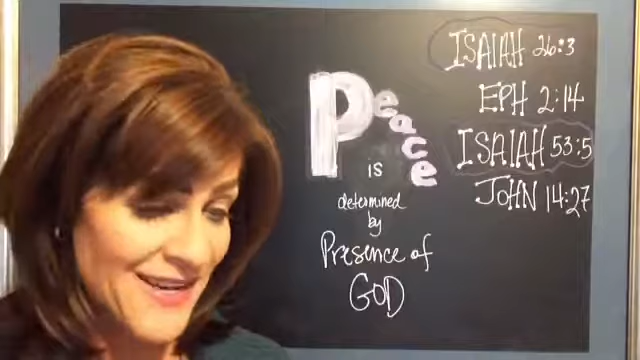 Peace
is
determined
by
Presence of
GOD
ISAIAH 26:3
EPH 2:14
ISAIAH 53:5
JOHN 14:27